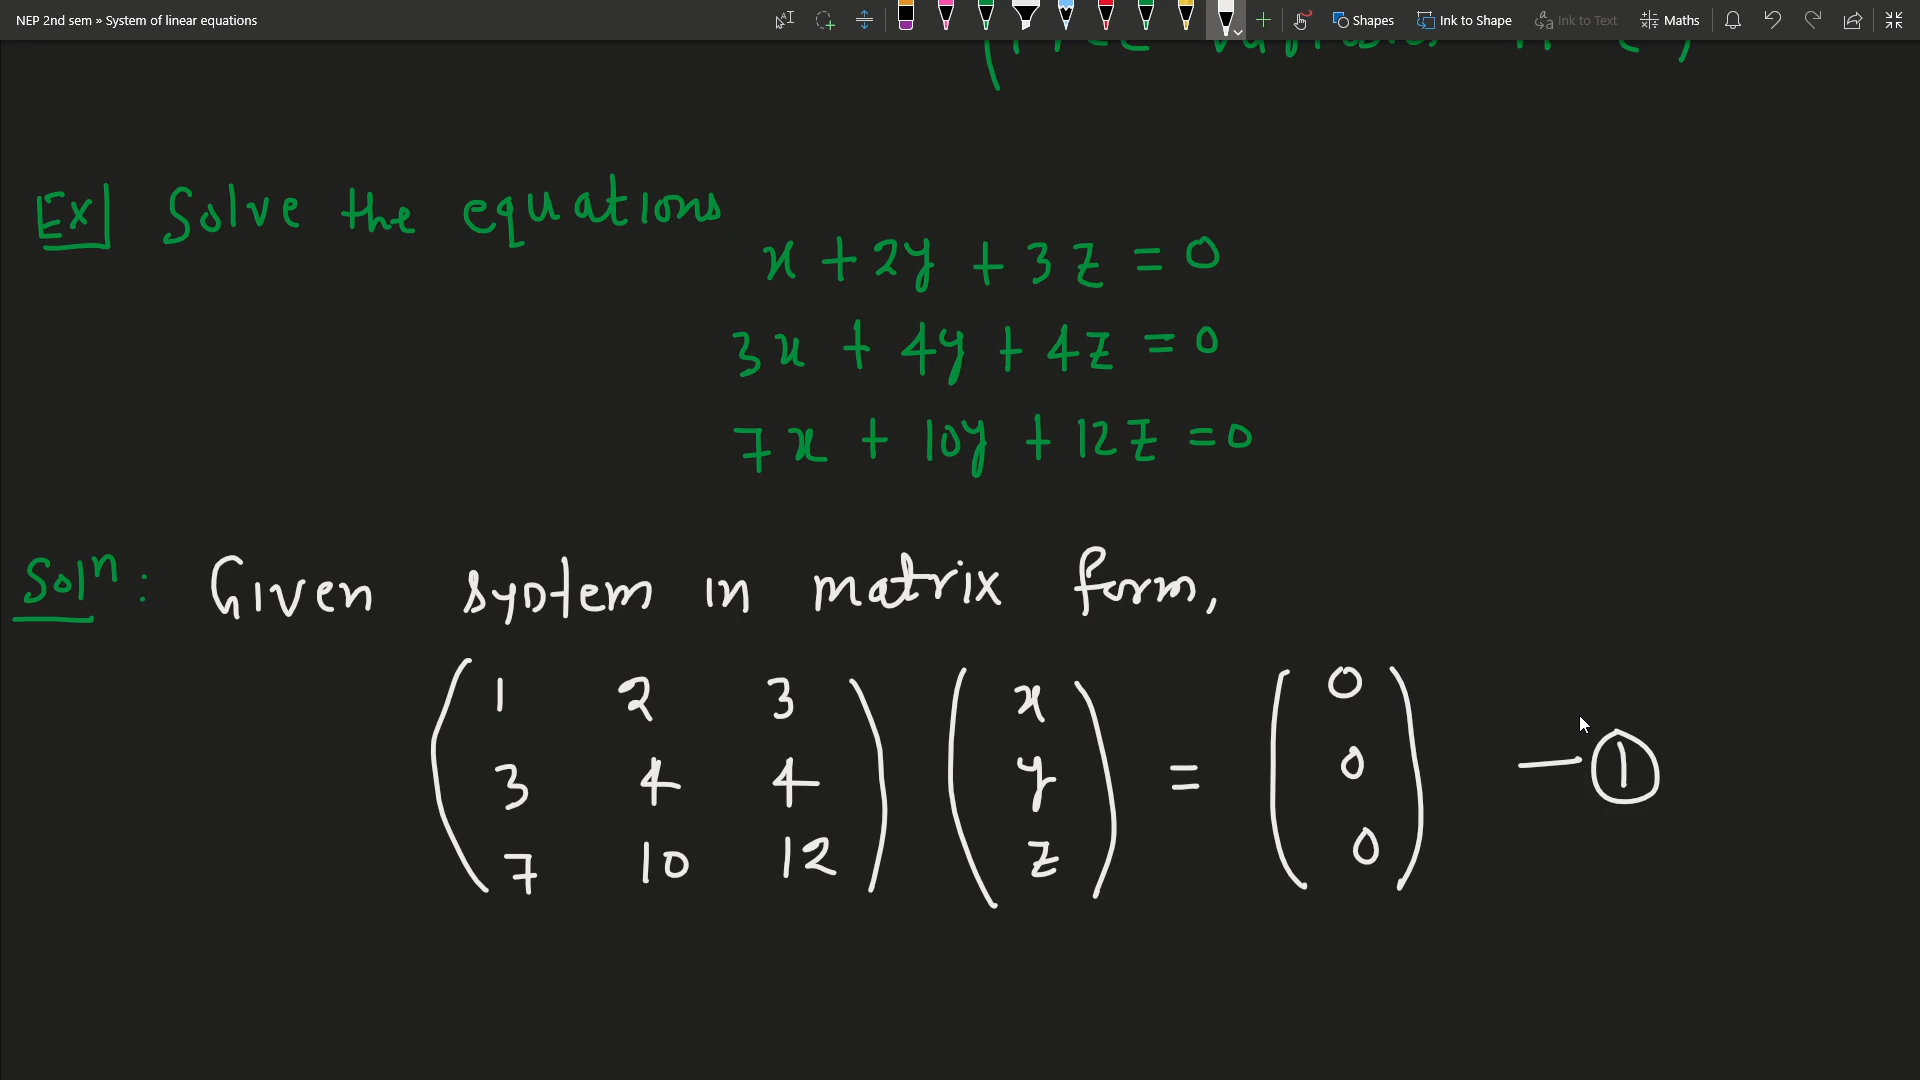 NEP 2nd sem » System of linear equations Shapes Ink to Shape Ink to Text Maths
Ex] Solve the equations
x + 2y + 3z = 0
3x + 4y + 4z = 0
7x + 10y + 12z = 0
Solⁿ : Given system in matrix form,
( 1 2 3 ) ( x ) = ( 0 ) — ①
3 4 4 y 0
7 10 12 z 0